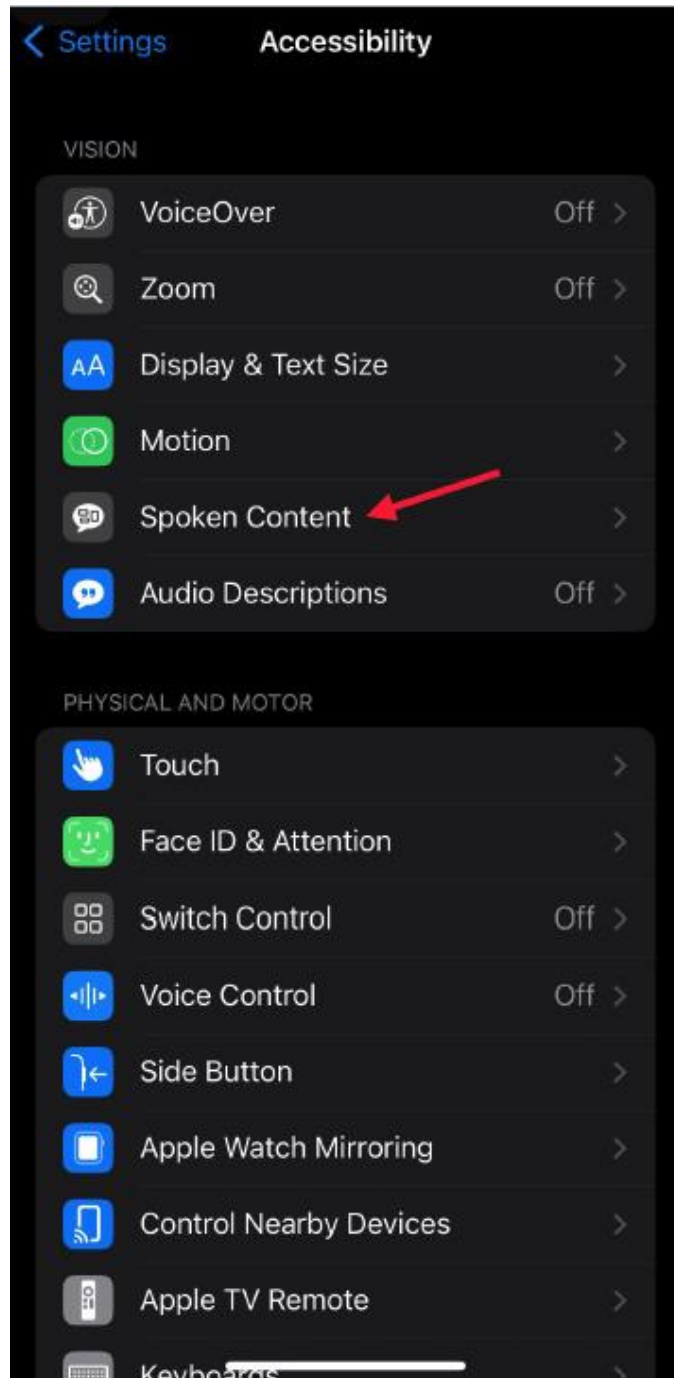 Settings
Accessibility
VISION
VoiceOver Off
Zoom Off
AA Display & Text Size
Motion
Spoken Content
Audio Descriptions Off
PHYSICAL AND MOTOR
Touch
Face ID & Attention
Switch Control Off
Voice Control Off
Side Button
Apple Watch Mirroring
Control Nearby Devices
Apple TV Remote
Keyboards